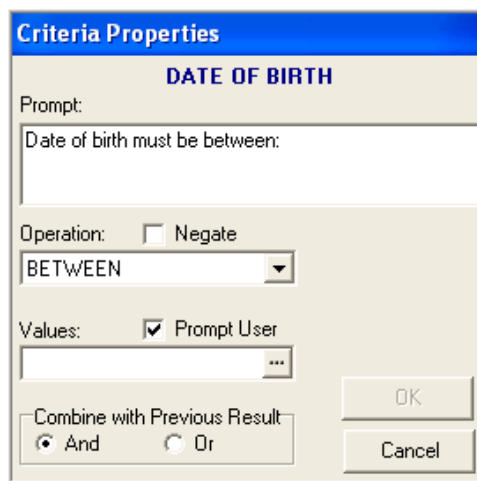 Criteria Properties
DATE OF BIRTH
Prompt:
Date of birth must be between:
Operation: Negate
BETWEEN
Values: Prompt User
...
Combine with Previous Result
And Or
OK
Cancel